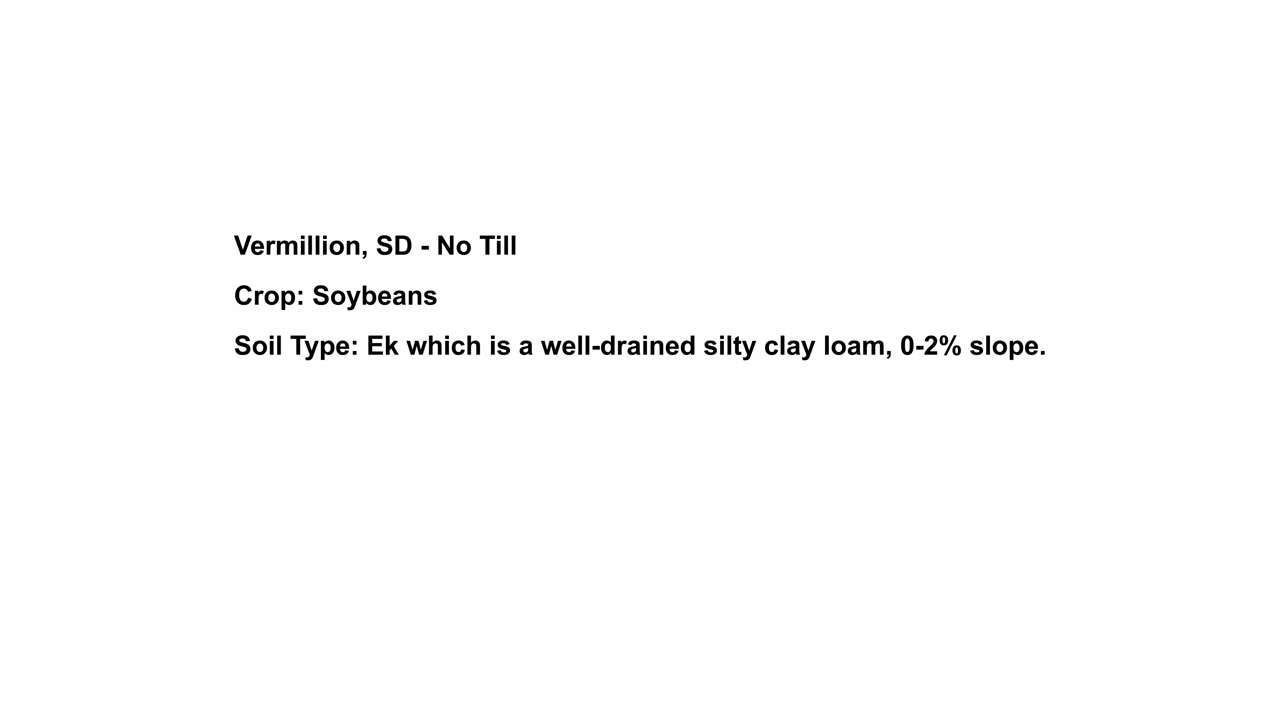 Vermillion, SD - No Till
Crop: Soybeans
Soil Type: Ek which is a well-drained silty clay loam, 0-2% slope.